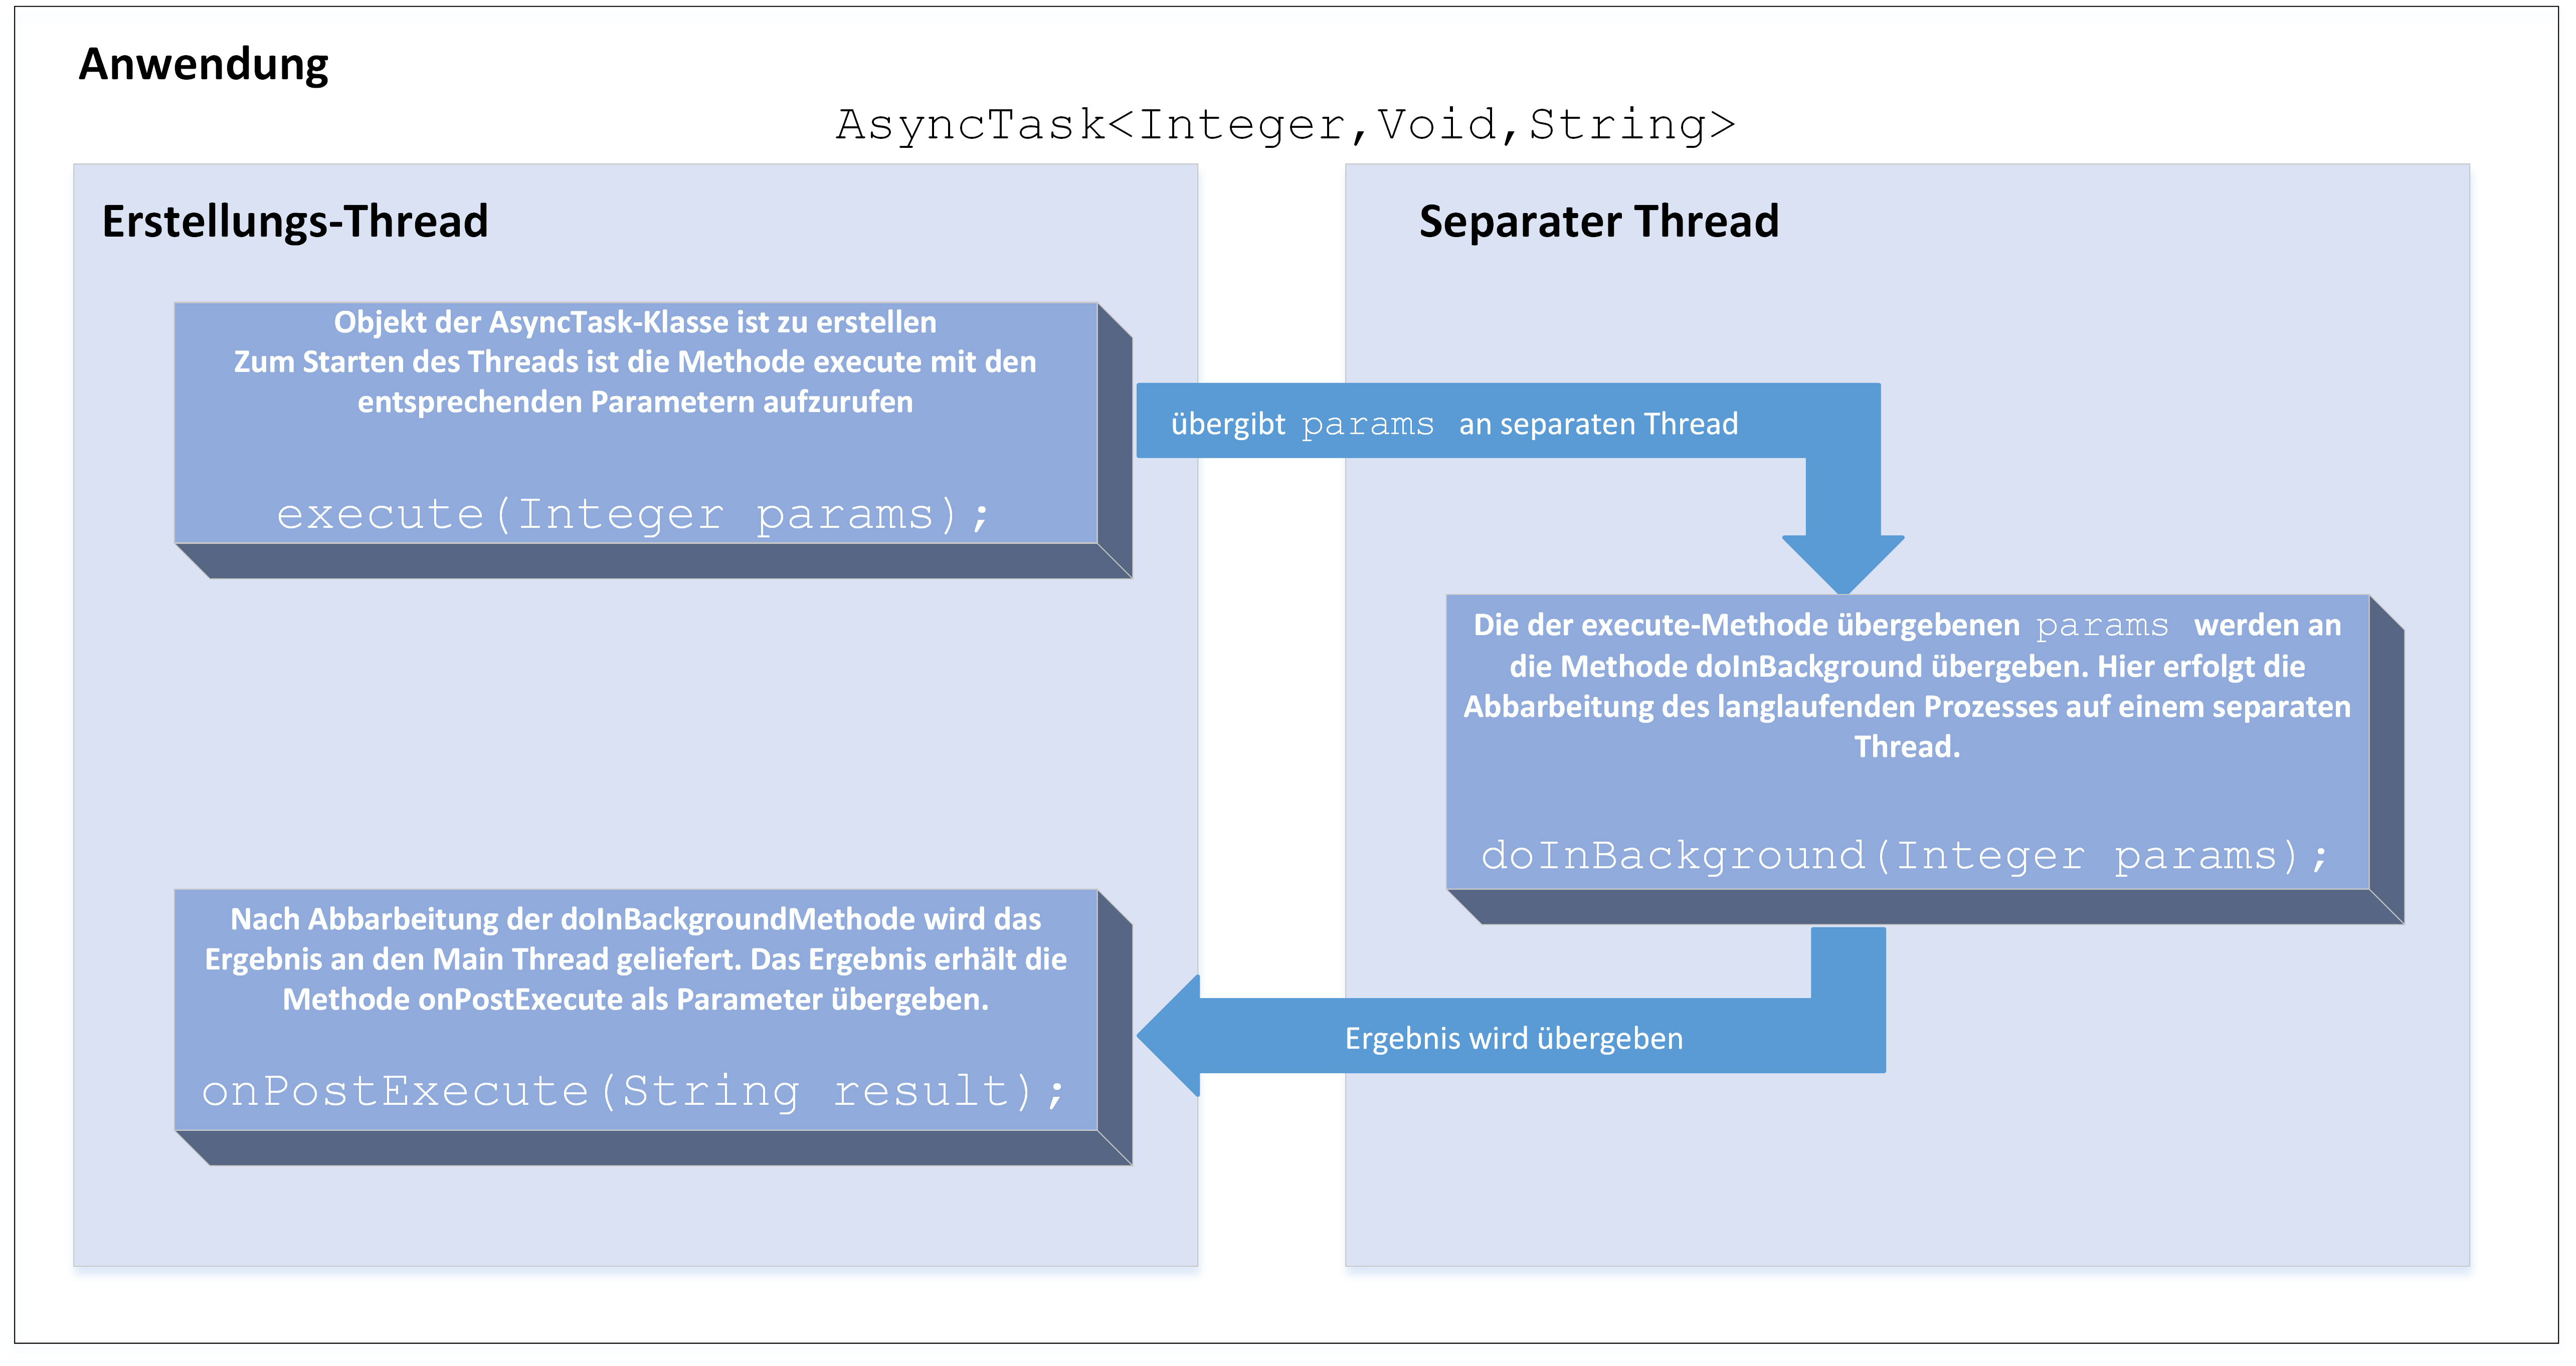 Anwendung
AsyncTask<Integer,Void,String>
Erstellungs-Thread
Objekt der AsyncTask-Klasse ist zu erstellen
Zum Starten des Threads ist die Methode execute mit den
entsprechenden Parametern aufzurufen
execute(Integer params);
übergibt params an separaten Thread
Separater Thread
Die der execute-Methode übergebenen params werden an
die Methode doInBackground übergeben. Hier erfolgt die
Abbarbeitung des langlaufenden Prozesses auf einem separaten
Thread.
doInBackground(Integer params);
Ergebnis wird übergeben
Nach Abbarbeitung der doInBackgroundMethode wird das
Ergebnis an den Main Thread geliefert. Das Ergebnis erhält die
Methode onPostExecute als Parameter übergeben.
onPostExecute(String result);